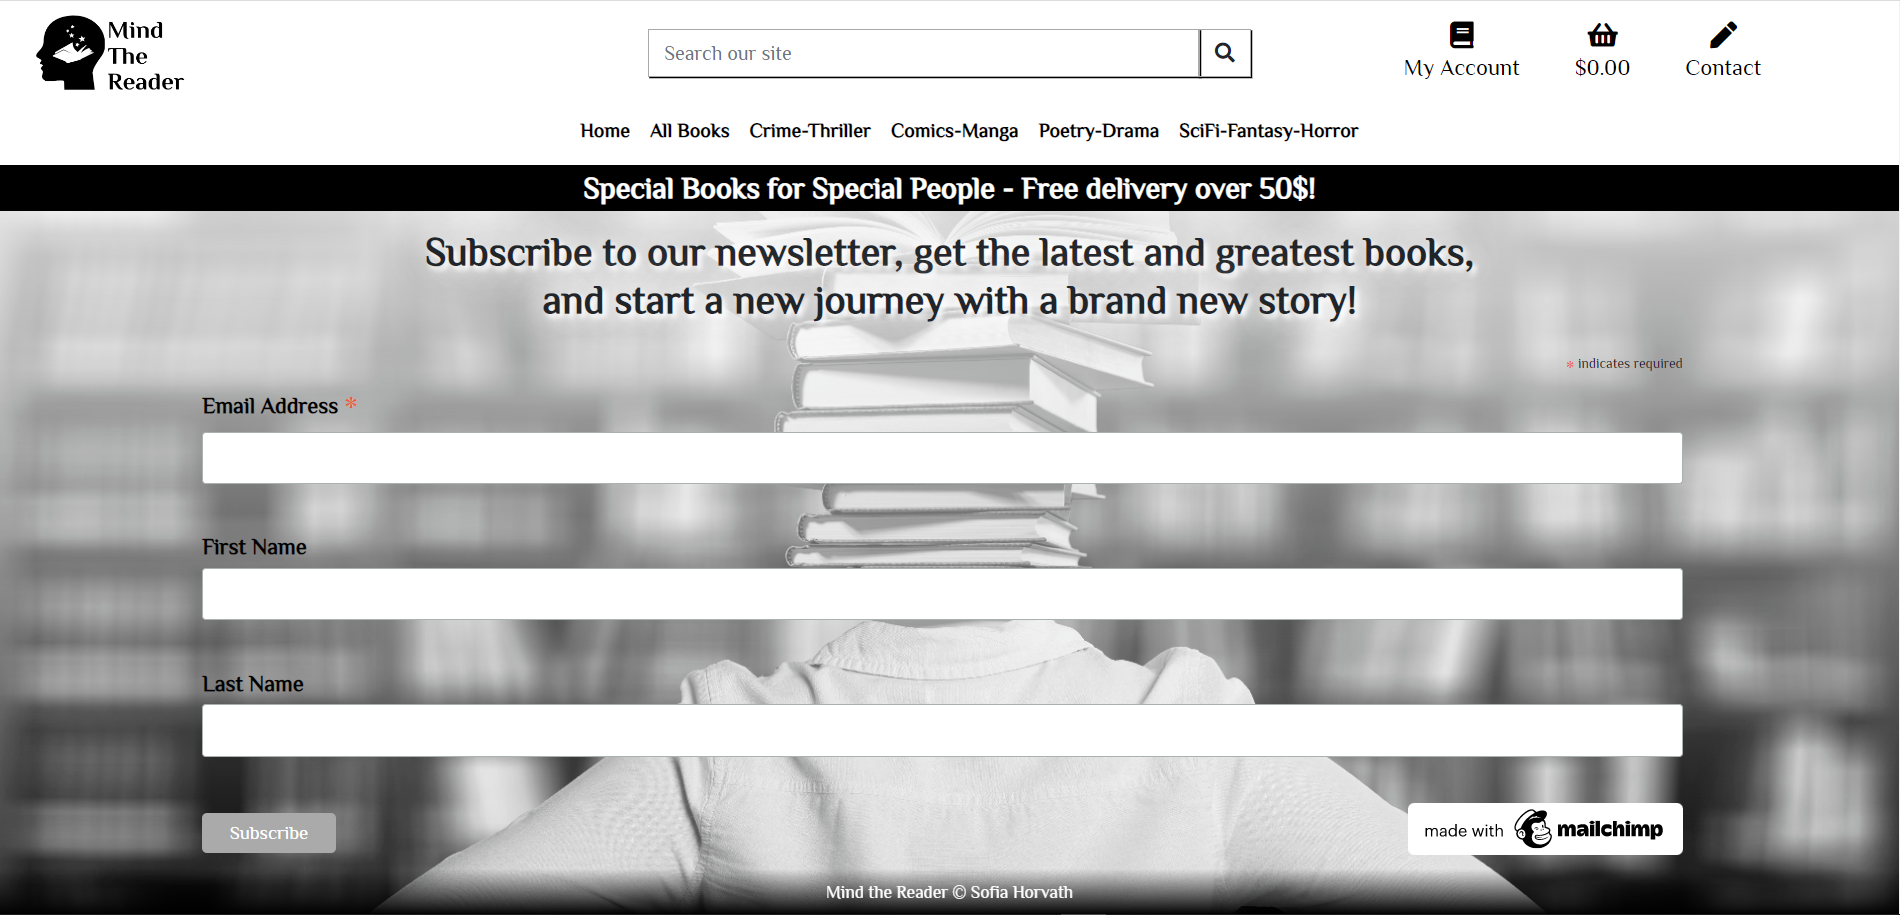 Mind
The
Reader
Search our site
My Account
$0.00
Contact
Home All Books Crime-Thriller Comics-Manga Poetry-Drama SciFi-Fantasy-Horror
Special Books for Special People - Free delivery over 50$!
Subscribe to our newsletter, get the latest and greatest books,
and start a new journey with a brand new story!
* indicates required
Email Address *
First Name
Last Name
Subscribe
made with mailchimp
Mind the Reader © Sofia Horvath